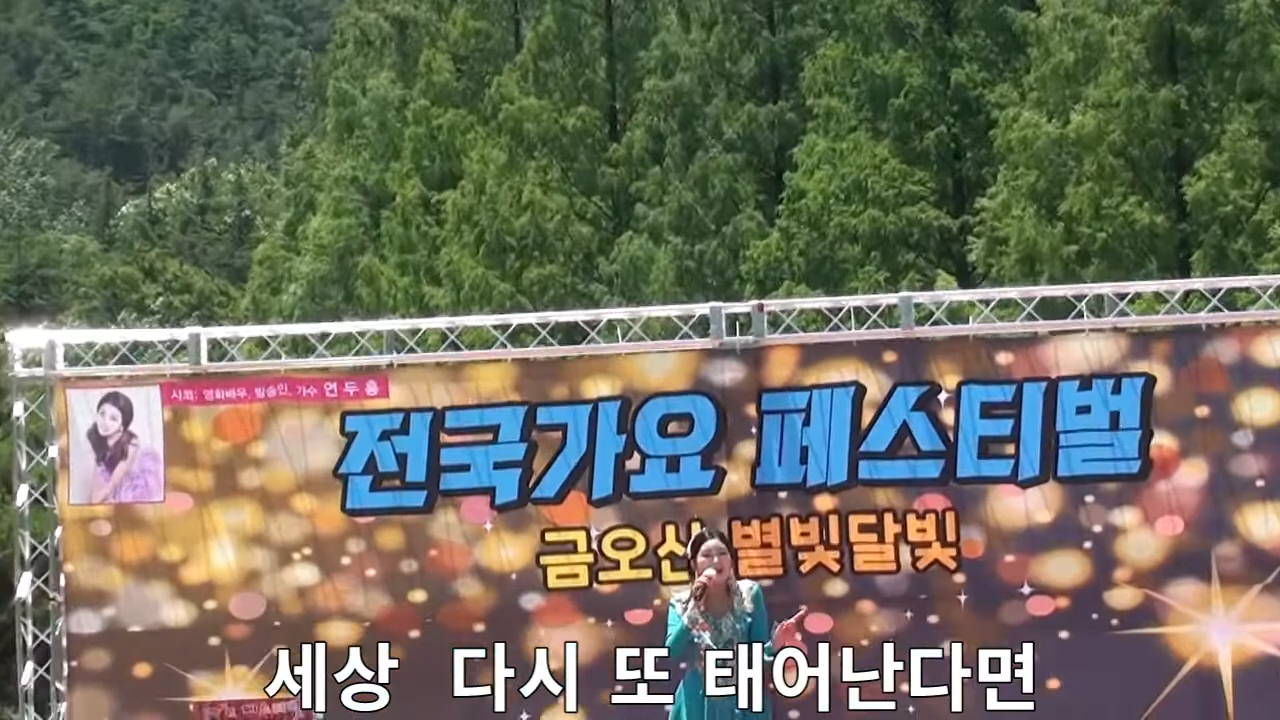 사회: 영화배우, 방송인, 가수 연두홍
전국가요 페스티벌
금오산 별빛달빛
세상 다시 또 태어난다면